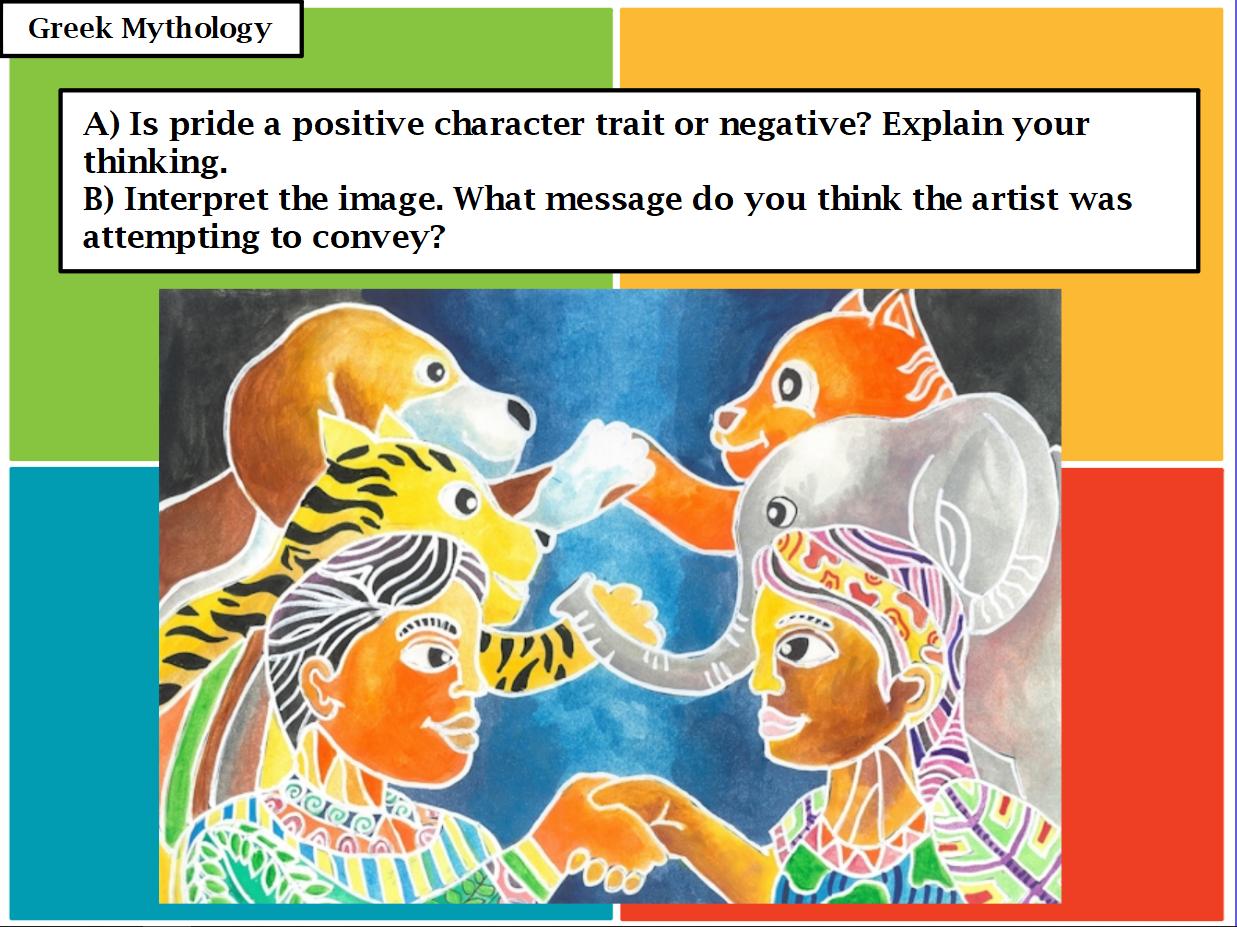 Greek Mythology
A) Is pride a positive character trait or negative? Explain your
thinking.
B) Interpret the image. What message do you think the artist was
attempting to convey?